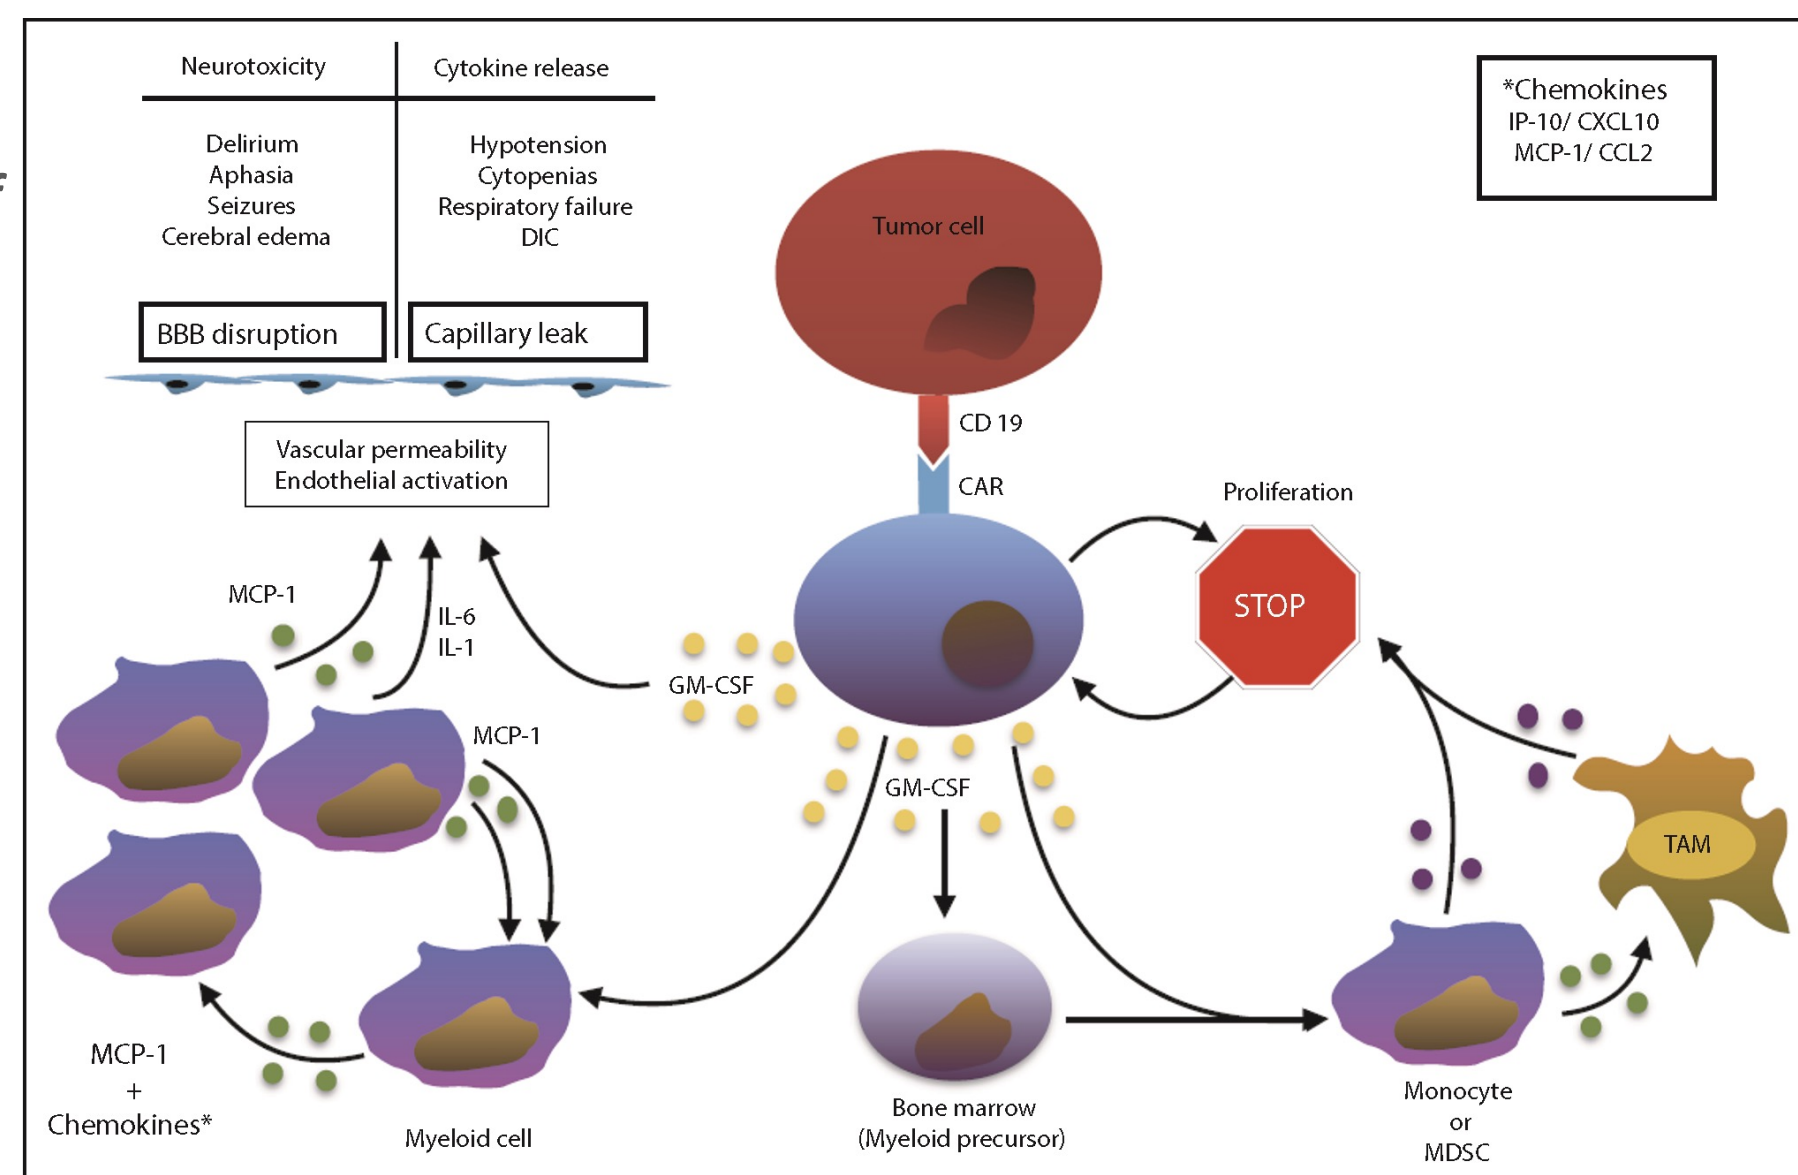 Neurotoxicity
Cytokine release
Delirium
Aphasia
Seizures
Cerebral edema
Hypotension
Cytopenias
Respiratory failure
DIC
BBB disruption
Capillary leak
Vascular permeability
Endothelial activation
*Chemokines
IP-10/ CXCL10
MCP-1/ CCL2
Tumor cell
CD 19
CAR
Proliferation
STOP
MCP-1
IL-6
IL-1
GM-CSF
MCP-1
GM-CSF
TAM
MCP-1
+
Chemokines*
Myeloid cell
Bone marrow
(Myeloid precursor)
Monocyte
or
MDSC